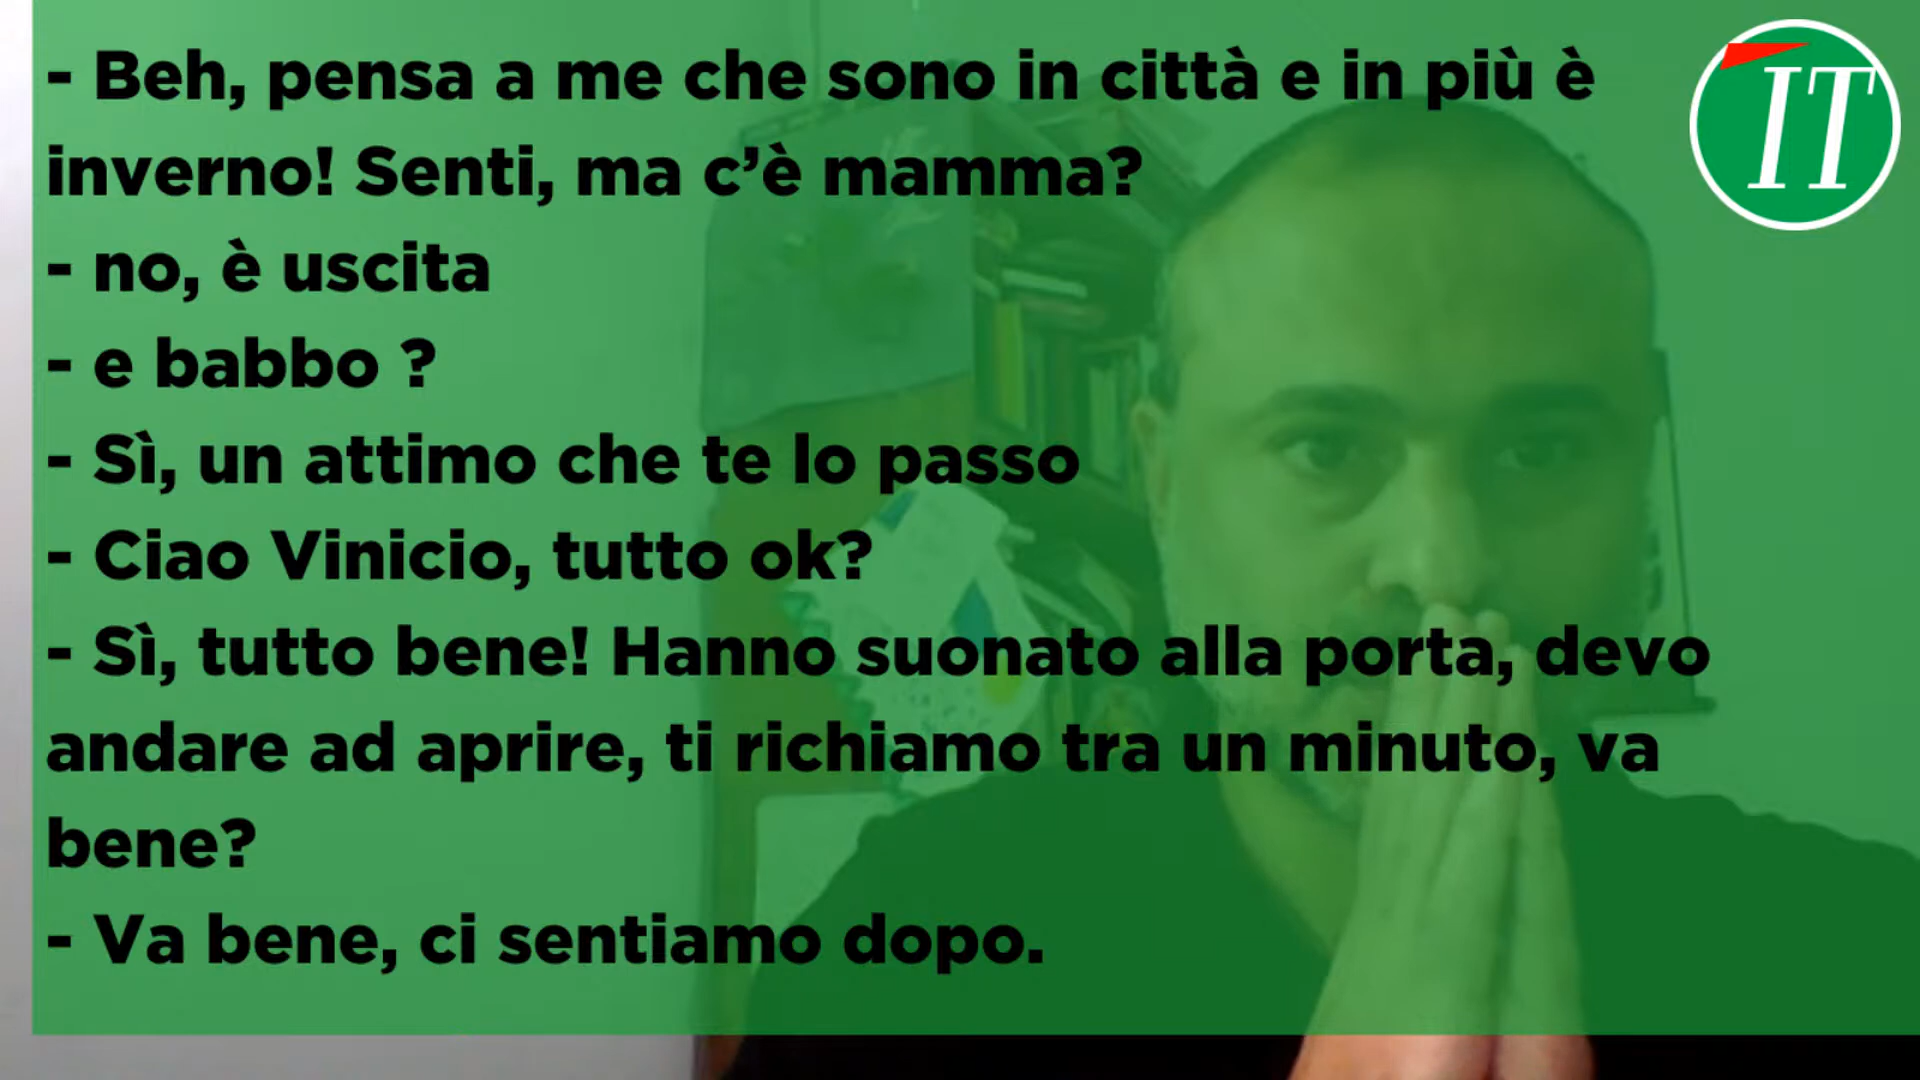 - Beh, pensa a me che sono in città e in più è
inverno! Senti, ma c’è mamma?
- no, è uscita
- e babbo ?
- Sì, un attimo che te lo passo
- Ciao Vinicio, tutto ok?
- Sì, tutto bene! Hanno suonato alla porta, devo
andare ad aprire, ti richiamo tra un minuto, va
bene?
- Va bene, ci sentiamo dopo.
IT